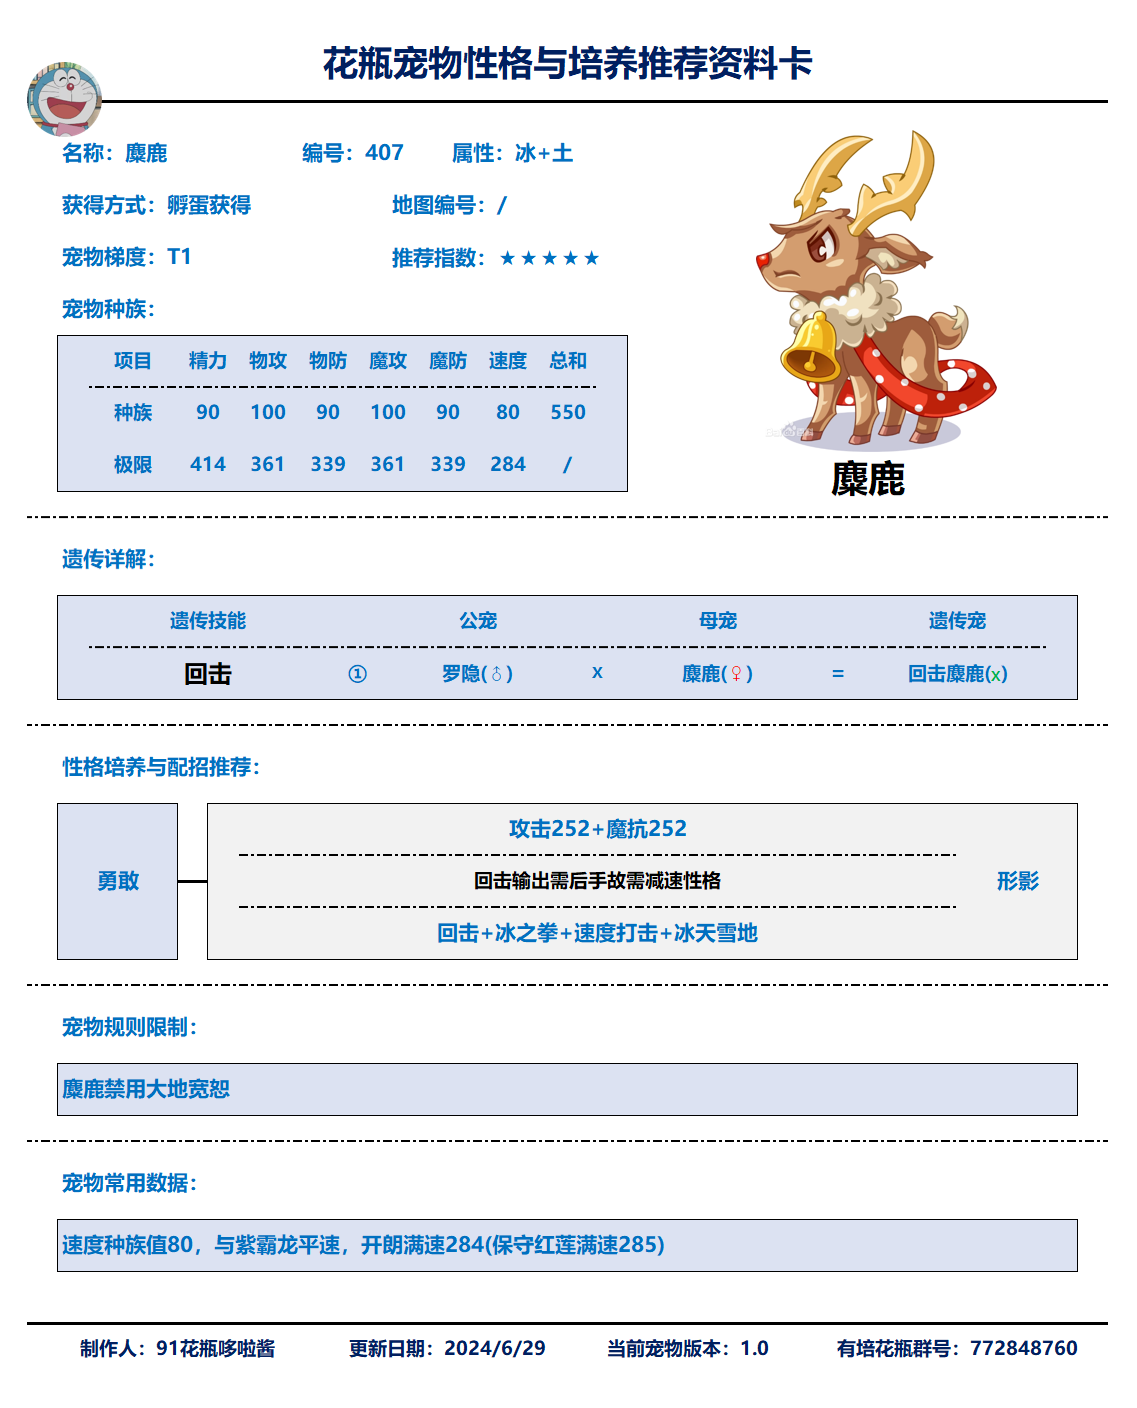 花瓶宠物性格与培养推荐资料卡
名称：麋鹿 编号：407 属性：冰+土
获得方式：孵蛋获得 地图编号：/
宠物梯度：T1 推荐指数：★★★★★
宠物种族：
项目 精力 物攻 物防 魔攻 魔防 速度 总和
种族 90 100 90 100 90 80 550
极限 414 361 339 361 339 284 /
麋鹿
遗传详解：
遗传技能 公宠 母宠 遗传宠
回击 ① 罗隐(♂) x 麋鹿(♀) = 回击麋鹿(x)
性格培养与配招推荐：
勇敢
攻击252+魔抗252
回击输出需后手故需减速性格
形影
回击+冰之拳+速度打击+冰天雪地
宠物规则限制：
麋鹿禁用大地宽恕
宠物常用数据：
速度种族值80，与紫霸龙平速，开朗满速284(保守红莲满速285)
制作人：91花瓶哆啦酱 更新日期：2024/6/29 当前宠物版本：1.0 有培花瓶群号：772848760